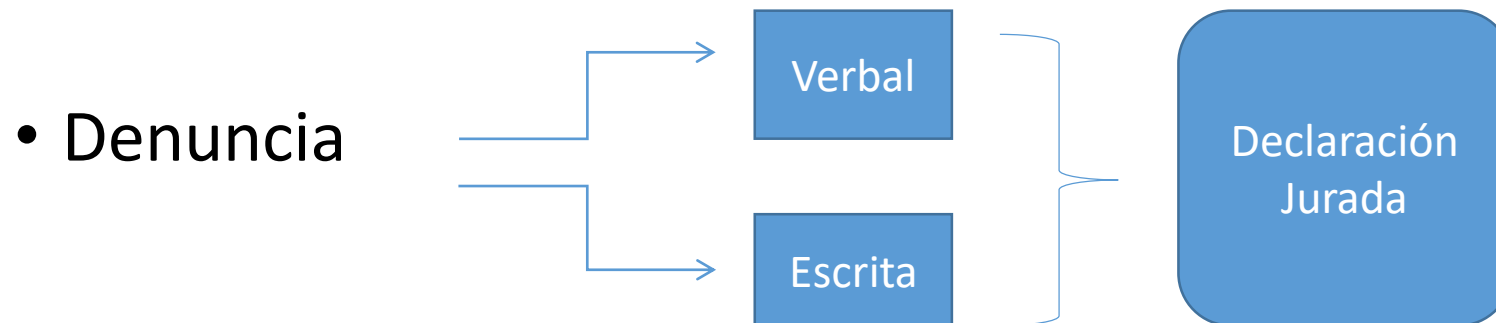 • Denuncia
Verbal
Escrita
Declaración
Jurada